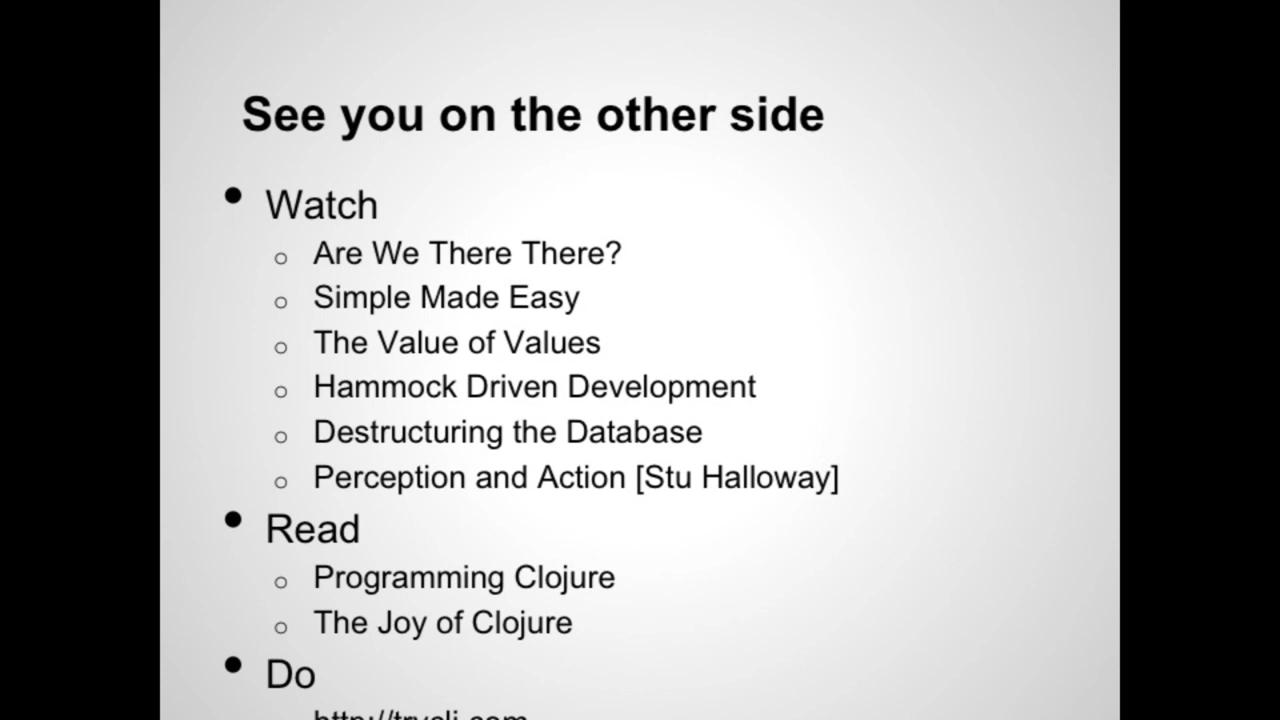 See you on the other side
• Watch
○ Are We There There?
○ Simple Made Easy
○ The Value of Values
○ Hammock Driven Development
○ Destructuring the Database
○ Perception and Action [Stu Halloway]
• Read
○ Programming Clojure
○ The Joy of Clojure
• Do